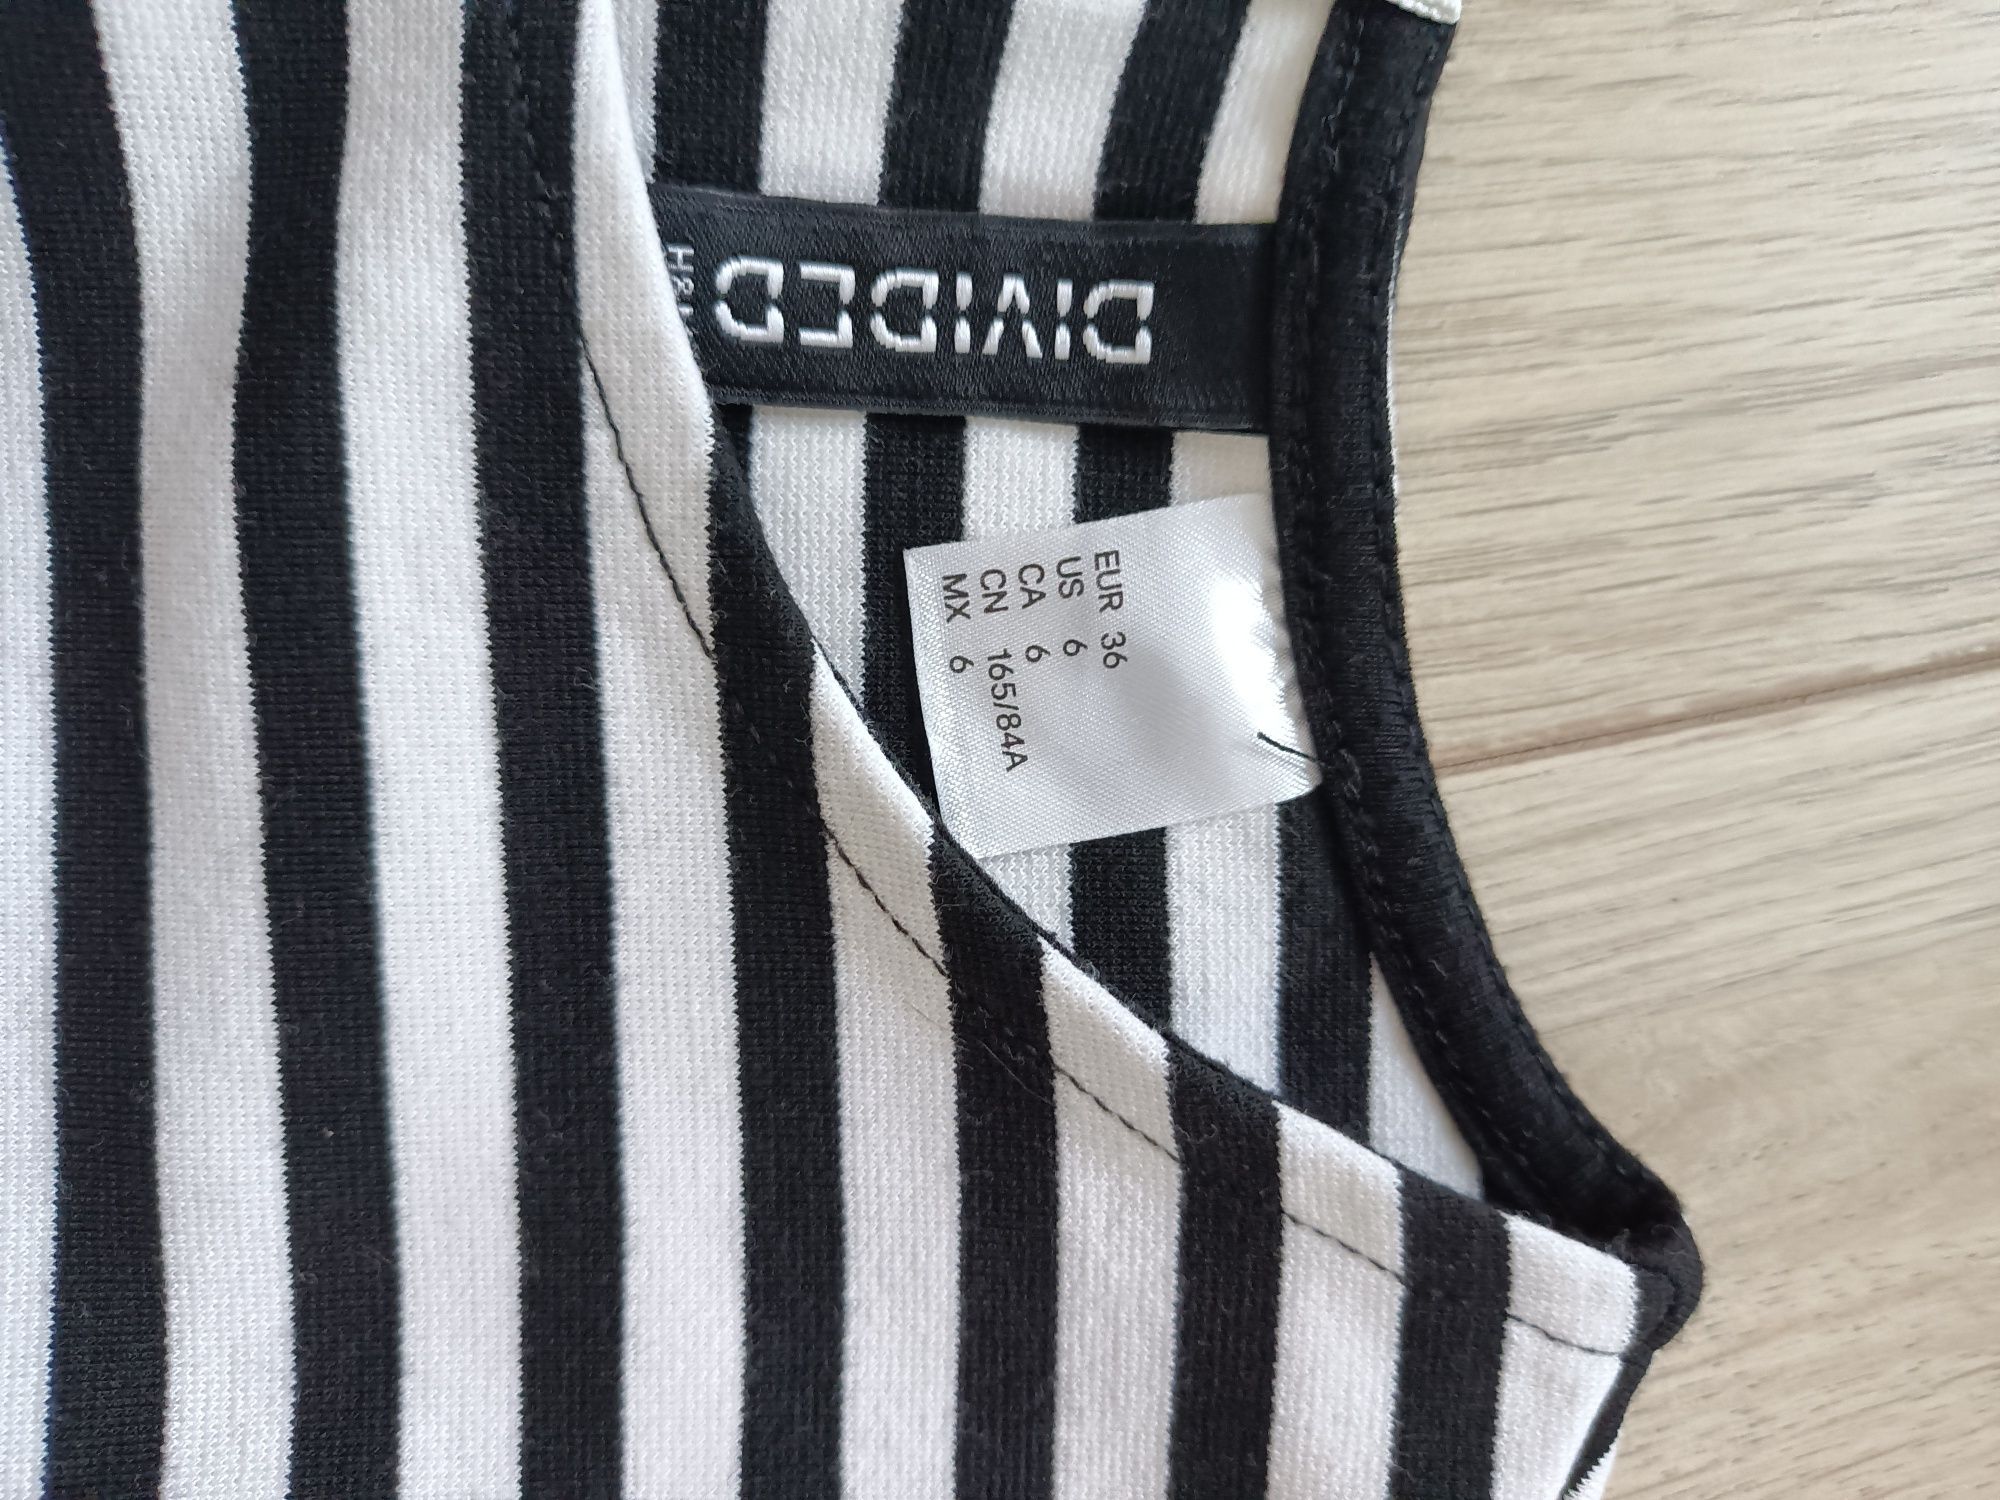 DIVIDED
EUR 36
US 6
CA 6
CN 165/84A
MX 6